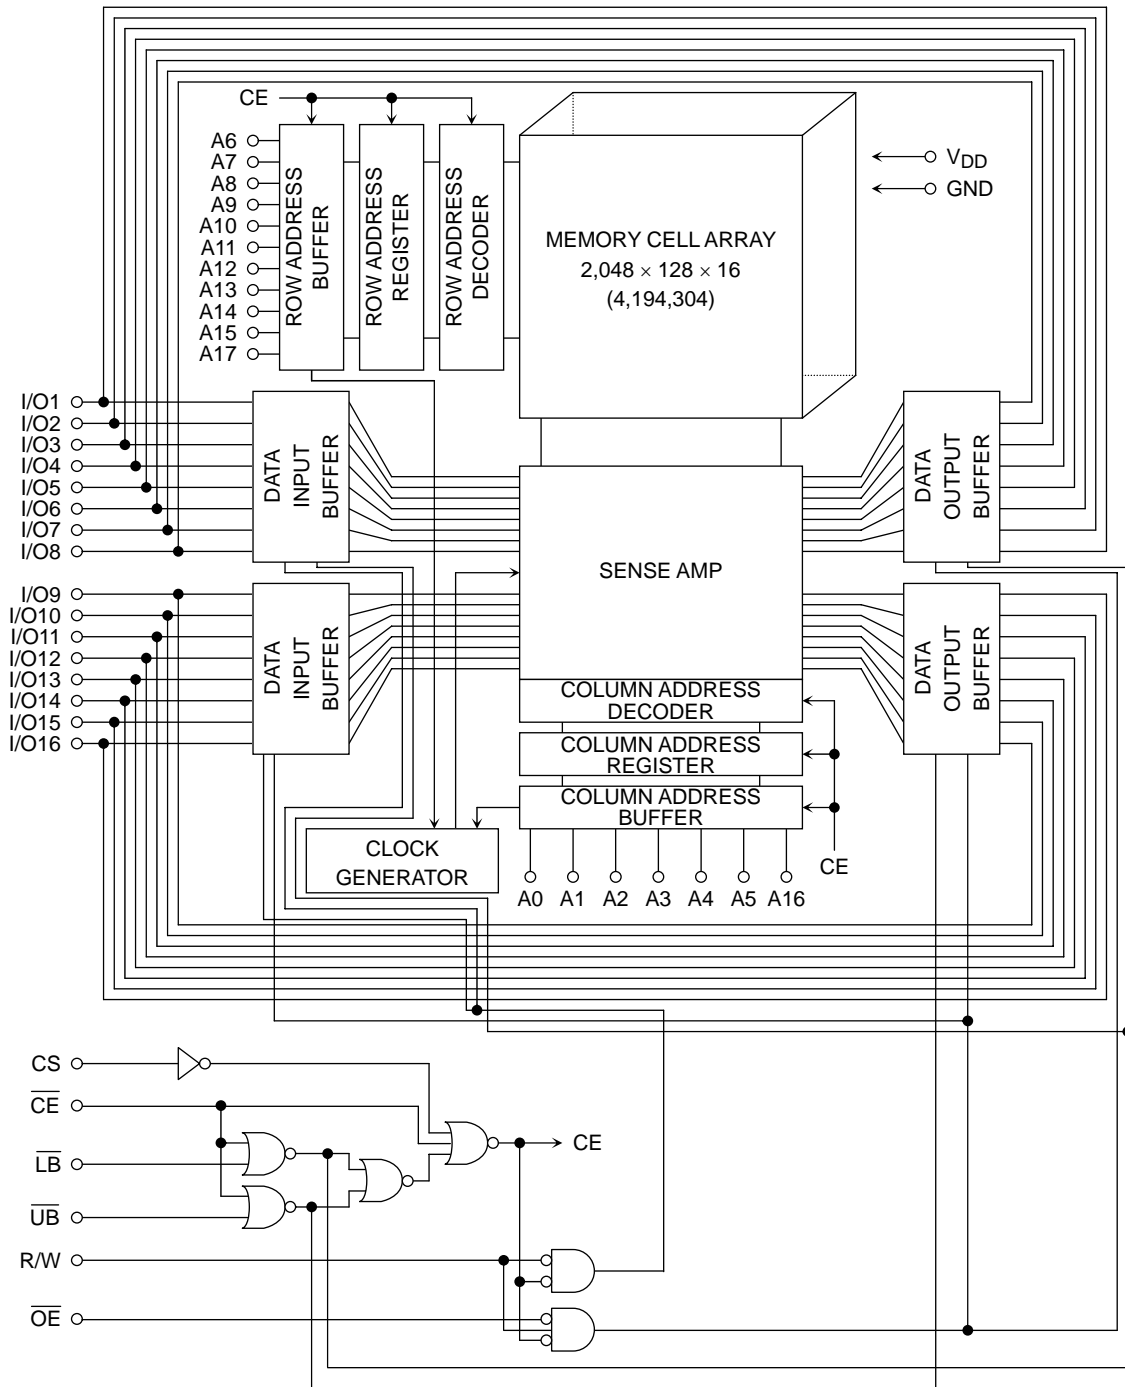 CE
A6
A7
A8
A9
A10
A11
A12
A13
A14
A15
A17
ROW ADDRESS
BUFFER
ROW ADDRESS
REGISTER
ROW ADDRESS
DECODER
MEMORY CELL ARRAY
2,048 × 128 × 16
(4,194,304)
VDD
GND
I/O1
I/O2
I/O3
I/O4
I/O5
I/O6
I/O7
I/O8
DATA
INPUT
BUFFER
SENSE AMP
DATA
OUTPUT
BUFFER
I/O9
I/O10
I/O11
I/O12
I/O13
I/O14
I/O15
I/O16
DATA
INPUT
BUFFER
DATA
OUTPUT
BUFFER
COLUMN ADDRESS
DECODER
COLUMN ADDRESS
REGISTER
COLUMN ADDRESS
BUFFER
CLOCK
GENERATOR
A0 A1 A2 A3 A4 A5 A16
CE
CS
C̅E̅
L̅B̅
U̅B̅
R/W
O̅E̅
CE